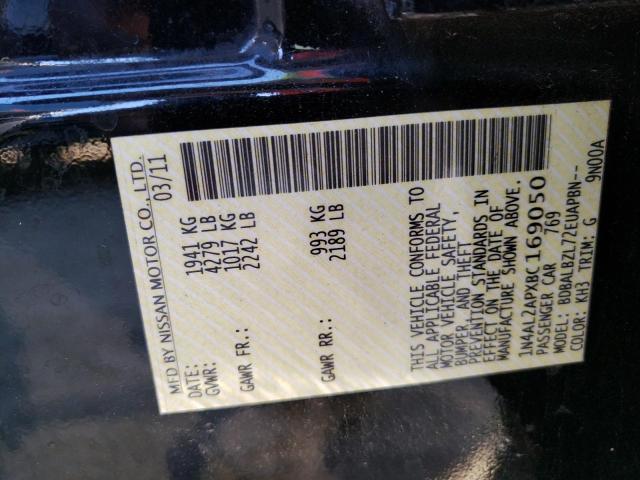 MFD BY NISSAN MOTOR CO., LTD.
DATE: 03/11
GVWR: 1941 KG
4279 LB
GAWR FR.: 1017 KG
2242 LB
GAWR RR.: 993 KG
2189 LB
THIS VEHICLE CONFORMS TO
ALL APPLICABLE FEDERAL
MOTOR VEHICLE SAFETY,
BUMPER, AND THEFT
PREVENTION STANDARDS IN
EFFECT ON THE DATE OF
MANUFACTURE SHOWN ABOVE.
1N4AL2APXBC169050
PASSENGER CAR 769
MODEL: BDBALBZL72EUAPBN--
COLOR: KH3 TRIM: G 9N00A